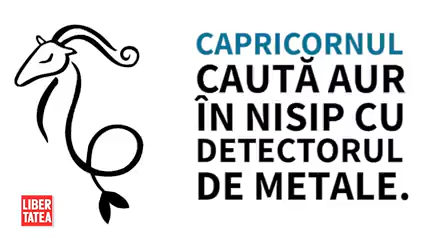 CAPRICORNUL
CAUTĂ AUR
ÎN NISIP CU
DETECTORUL
DE METALE.
LIBER
TATEA